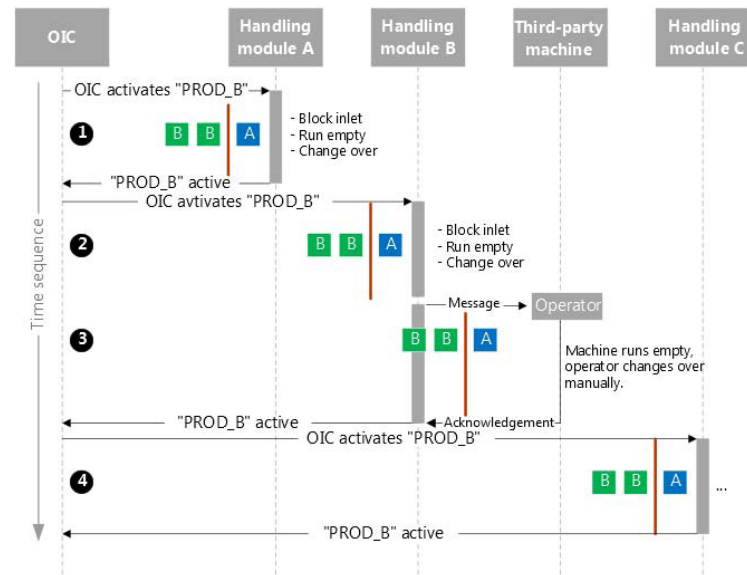 OIC
Handling
module A
Handling
module B
Third-party
machine
Handling
module C
OIC activates "PROD_B"
1
B B A
- Block inlet
- Run empty
- Change over
"PROD_B" active
OIC avtivates "PROD_B"
2
B B A
- Block inlet
- Run empty
- Change over
Time sequence
Message
Operator
3
B B A
Machine runs empty,
operator changes over
manually.
"PROD_B" active
Acknowledgement
OIC activates "PROD_B"
4
B B A ...
"PROD_B" active